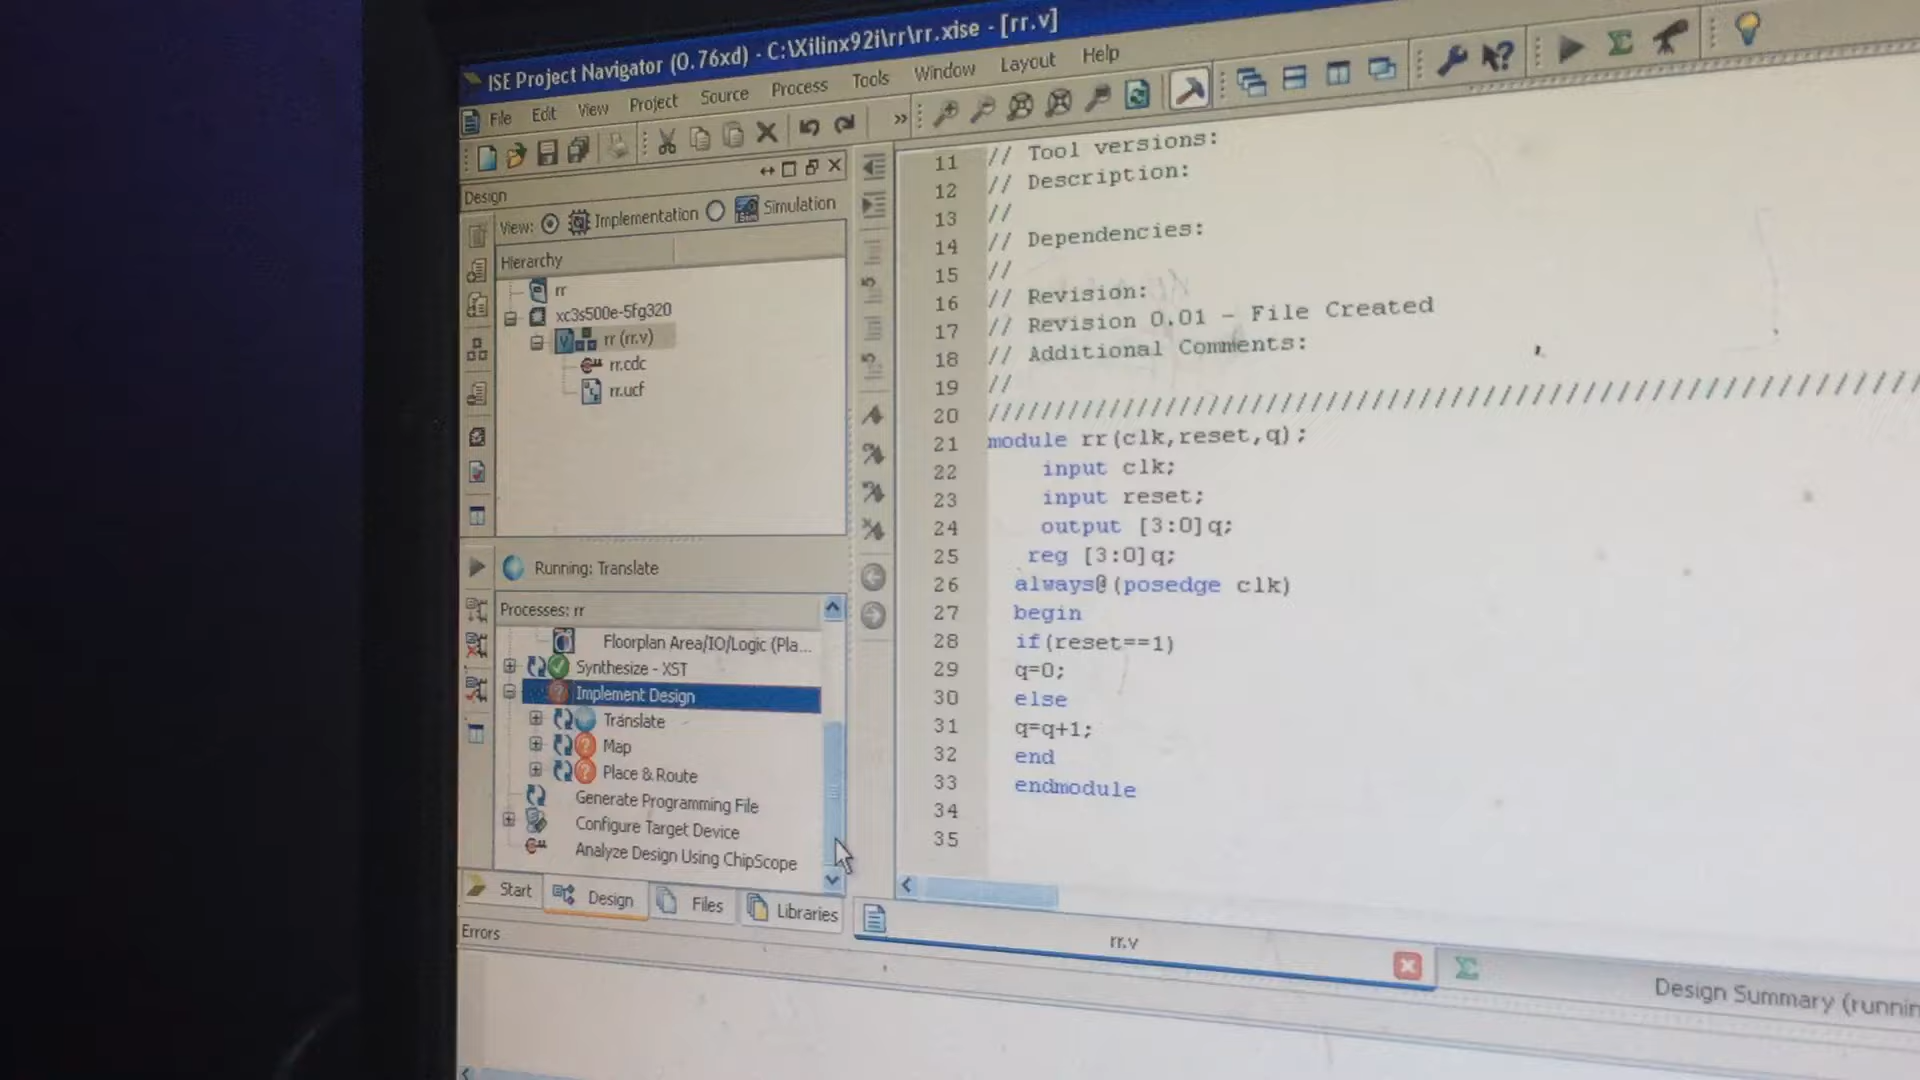 ISE Project Navigator (0.76xd) - C:\Xilinx92i\rr\rr.xise - [rr.v]
File Edit View Project Source Process Tools Window Layout Help
Design
View: Implementation Simulation
Hierarchy
rr
xc3s500e-5fg320
rr (rr.v)
rr.cdc
rr.ucf
Running: Translate
Processes: rr
Floorplan Area/IO/Logic (Pla...
Synthesize - XST
Implement Design
Translate
Map
Place & Route
Generate Programming File
Configure Target Device
Analyze Design Using ChipScope
Start Design Files Libraries
Errors
11 // Tool versions:
12 // Description:
13 //
14 // Dependencies:
15 //
16 // Revision:
17 // Revision 0.01 - File Created
18 // Additional Comments:
19 //
20 ////////////////////////////////////////////////////////////////////////
21 module rr(clk,reset,q);
22 input clk;
23 input reset;
24 output [3:0]q;
25 reg [3:0]q;
26 always@(posedge clk)
27 begin
28 if(reset==1)
29 q=0;
30 else
31 q=q+1;
32 end
33 endmodule
34
35
rr.v
Design Summary (runnin